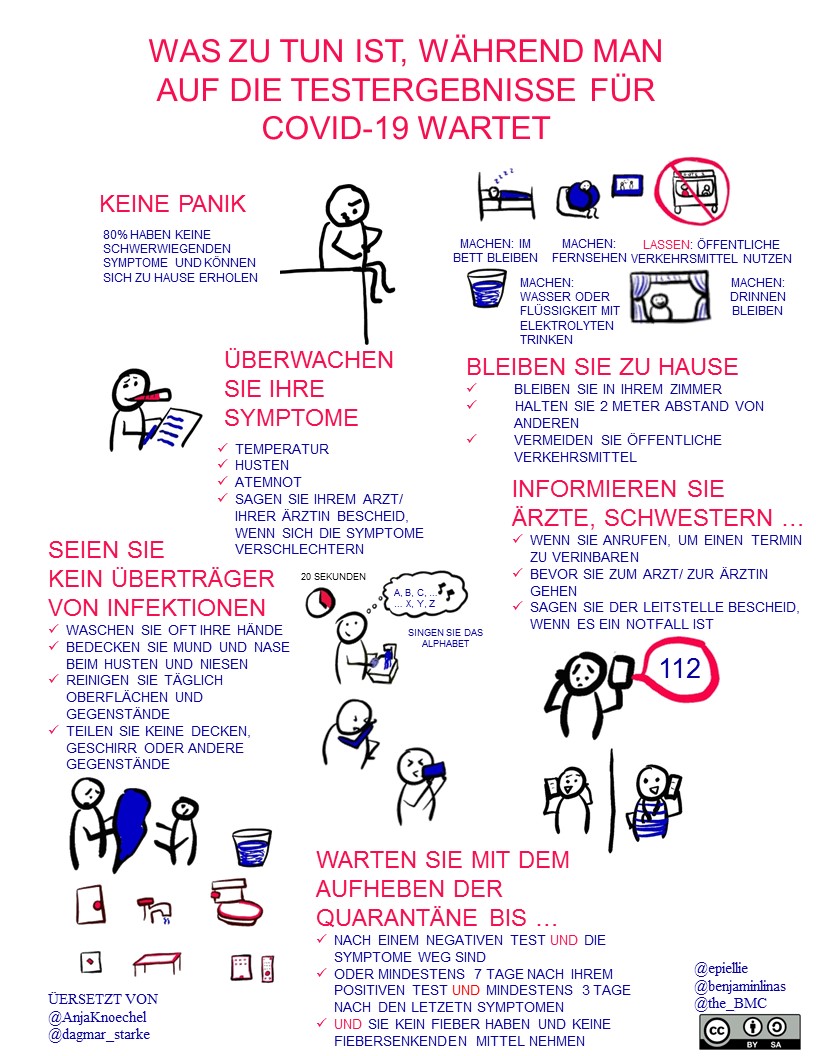 WAS ZU TUN IST, WÄHREND MAN
AUF DIE TESTERGEBNISSE FÜR
COVID-19 WARTET
KEINE PANIK
80% HABEN KEINE
SCHWERWIEGENDEN
SYMPTOME UND KÖNNEN
SICH ZU HAUSE ERHOLEN
MACHEN: IM
BETT BLEIBEN
MACHEN:
FERNSEHEN
LASSEN: ÖFFENTLICHE
VERKEHRSMITTEL NUTZEN
MACHEN:
WASSER ODER
FLÜSSIGKEIT MIT
ELEKTROLYTEN
TRINKEN
MACHEN:
DRINNEN
BLEIBEN
ÜBERWACHEN
SIE IHRE
SYMPTOME
✓ TEMPERATUR
✓ HUSTEN
✓ ATEMNOT
✓ SAGEN SIE IHREM ARZT/
IHRER ÄRZTIN BESCHEID,
WENN SICH DIE SYMPTOME
VERSCHLECHTERN
BLEIBEN SIE ZU HAUSE
✓ BLEIBEN SIE IN IHREM ZIMMER
✓ HALTEN SIE 2 METER ABSTAND VON
ANDEREN
✓ VERMEIDEN SIE ÖFFENTLICHE
VERKEHRSMITTEL
INFORMIEREN SIE
ÄRZTE, SCHWESTERN …
✓ WENN SIE ANRUFEN, UM EINEN TERMIN
ZU VERINBAREN
✓ BEVOR SIE ZUM ARZT/ ZUR ÄRZTIN
GEHEN
✓ SAGEN SIE DER LEITSTELLE BESCHEID,
WENN ES EIN NOTFALL IST
112
SEIEN SIE
KEIN ÜBERTRÄGER
VON INFEKTIONEN
✓ WASCHEN SIE OFT IHRE HÄNDE
✓ BEDECKEN SIE MUND UND NASE
BEIM HUSTEN UND NIESEN
✓ REINIGEN SIE TÄGLICH
OBERFLÄCHEN UND
GEGENSTÄNDE
✓ TEILEN SIE KEINE DECKEN,
GESCHIRR ODER ANDERE
GEGENSTÄNDE
20 SEKUNDEN
A, B, C, ...
... X, Y, Z
SINGEN SIE DAS
ALPHABET
WARTEN SIE MIT DEM
AUFHEBEN DER
QUARANTÄNE BIS …
✓ NACH EINEM NEGATIVEN TEST UND DIE
SYMPTOME WEG SIND
✓ ODER MINDESTENS 7 TAGE NACH IHREM
POSITIVEN TEST UND MINDESTENS 3 TAGE
NACH DEN LETZETN SYMPTOMEN
✓ UND SIE KEIN FIEBER HABEN UND KEINE
FIEBERSENKENDEN MITTEL NEHMEN
ÜERSETZT VON
@AnjaKnoechel
@dagmar_starke
@epiellie
@benjaminlinas
@the_BMC
cc BY SA